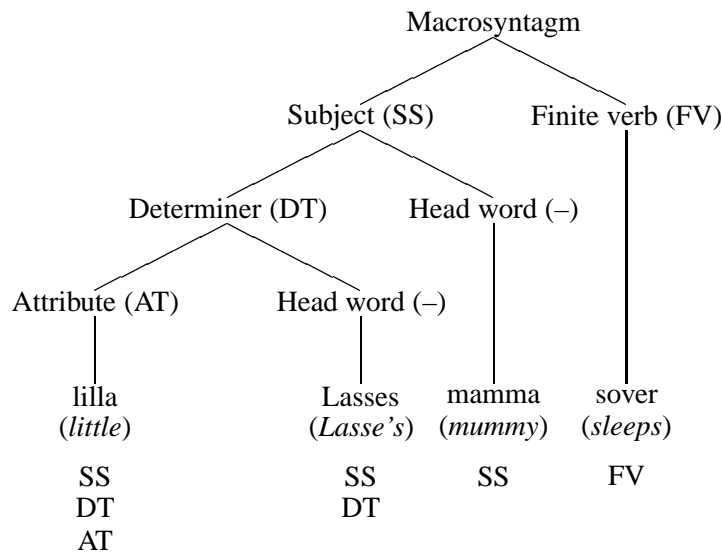 Macrosyntagm
Subject (SS) Finite verb (FV)
Determiner (DT) Head word (–)
Attribute (AT) Head word (–)
lilla Lasses mamma sover
(little) (Lasse's) (mummy) (sleeps)
SS SS SS FV
DT DT
AT